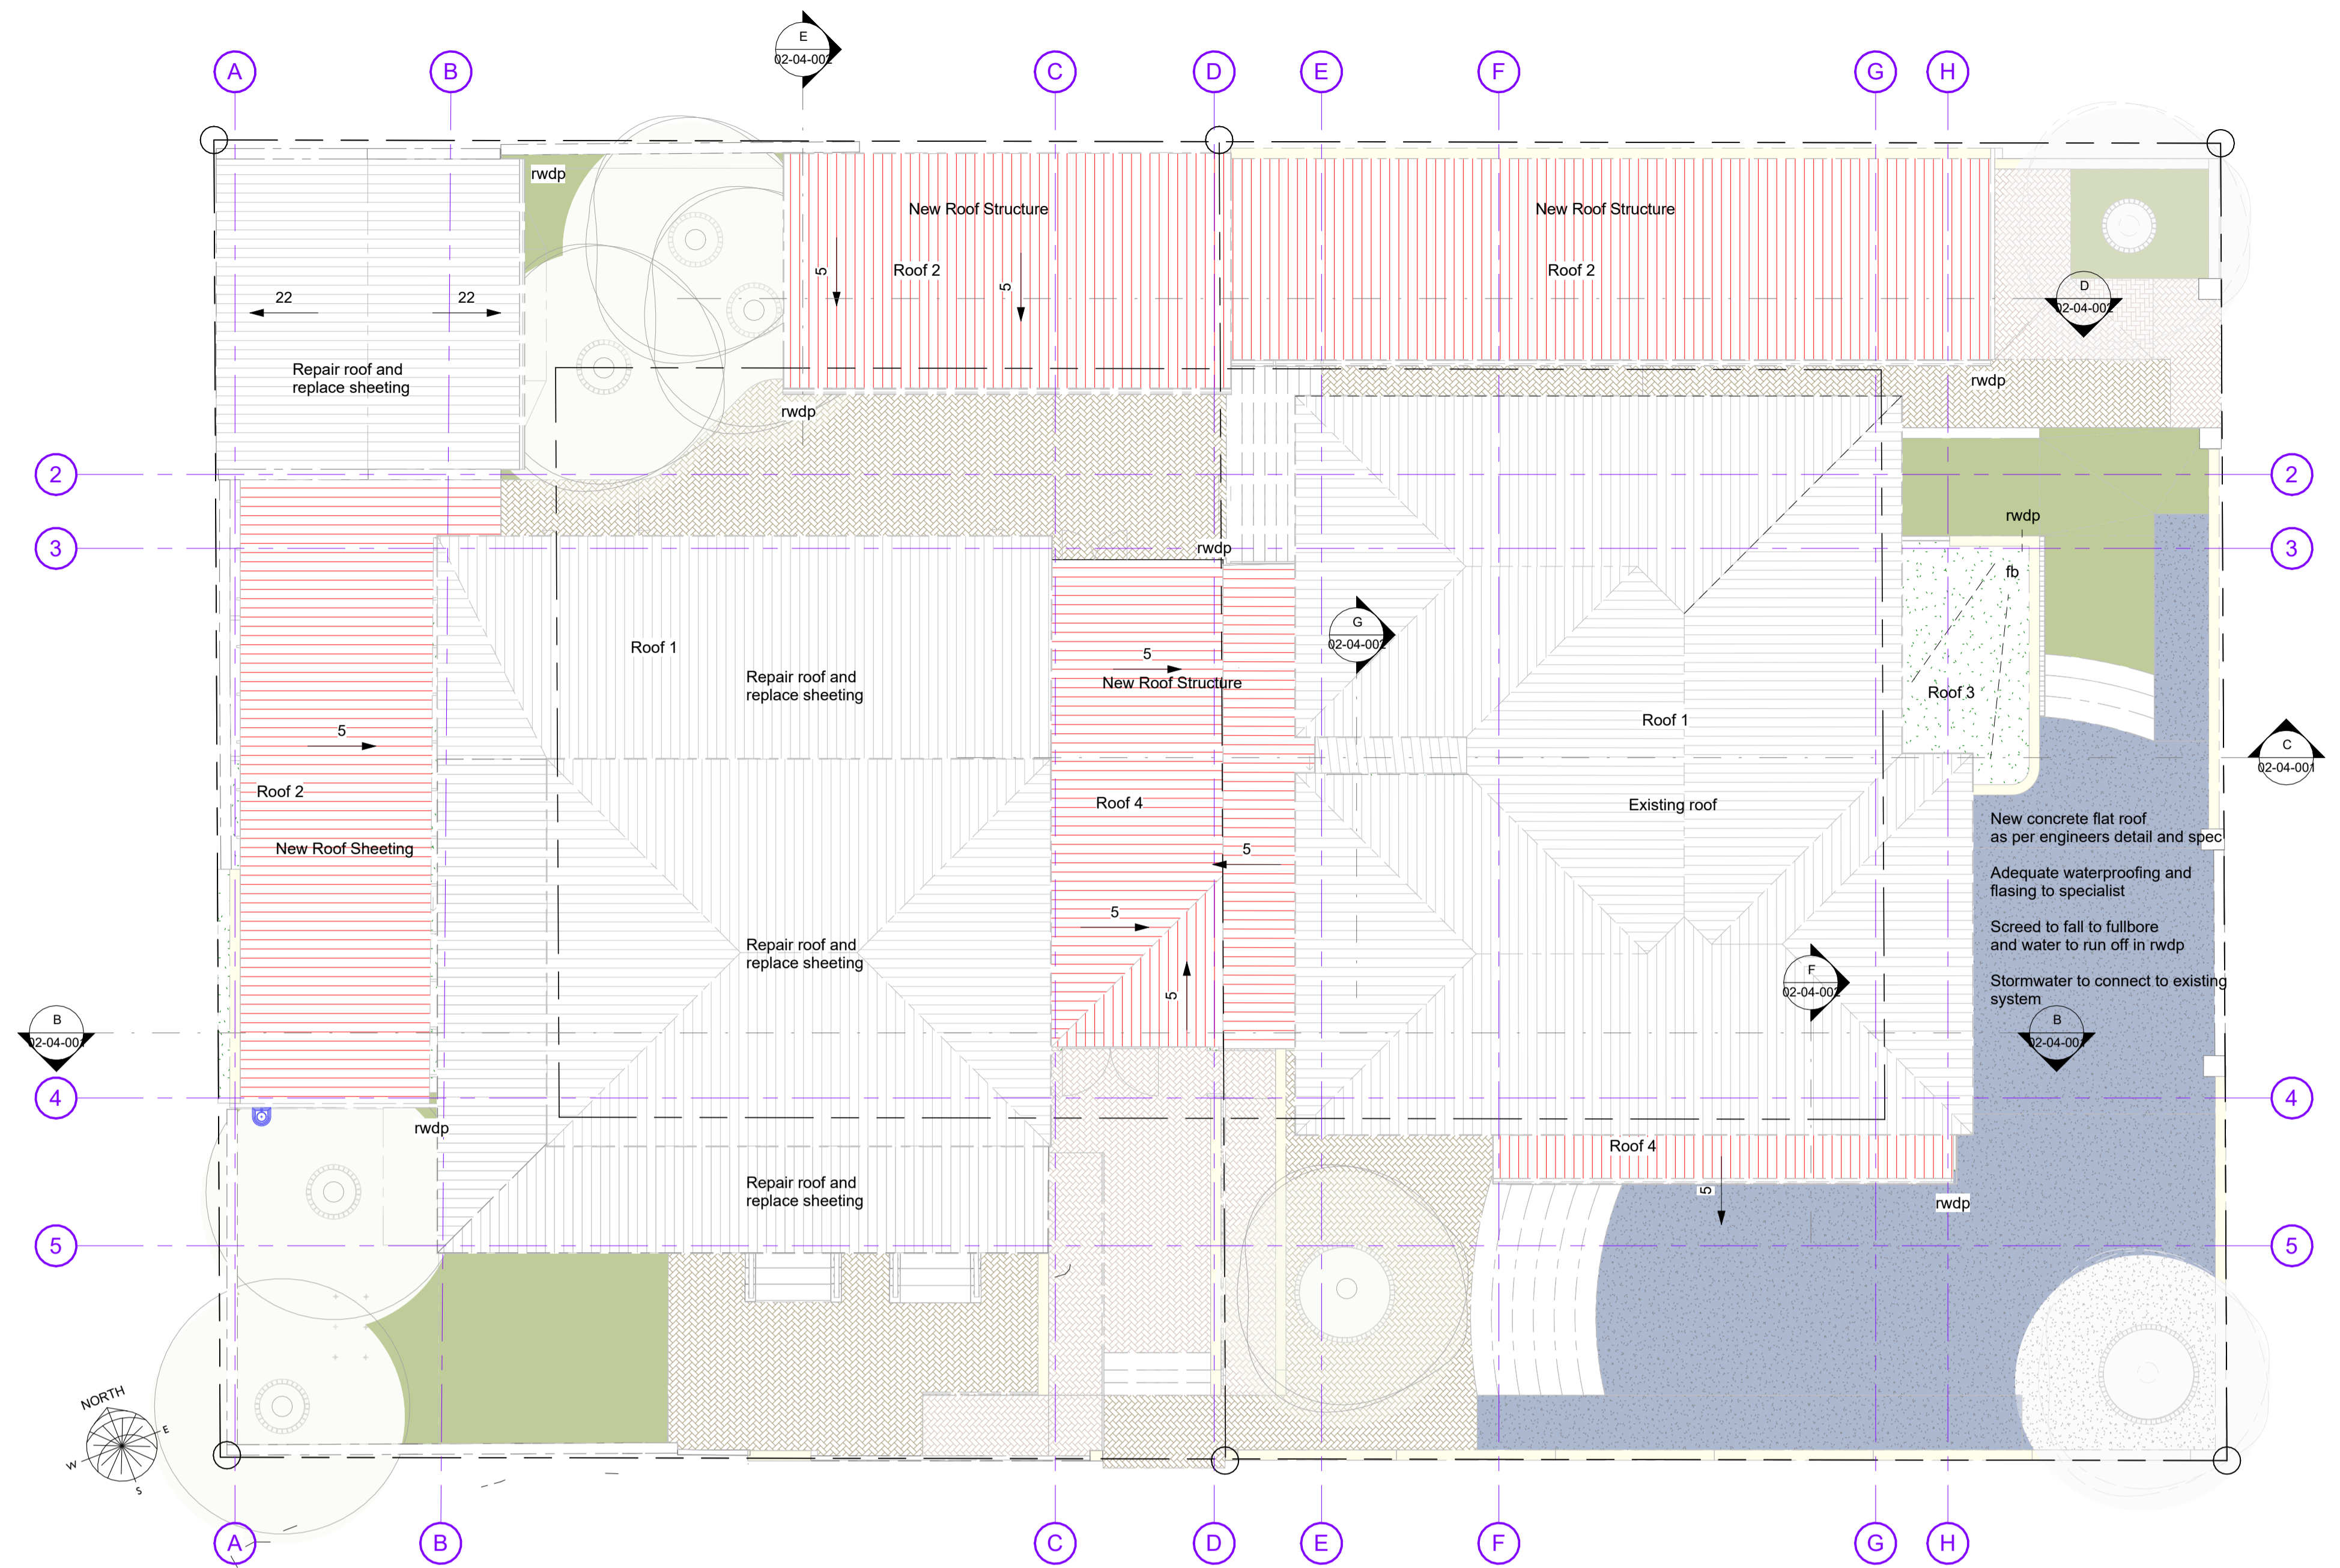 E
02-04-002
A
B
C
D
E
F
G
H
rwdp
New Roof Structure
New Roof Structure
Roof 2
Roof 2
5
5
22
22
D
02-04-002
Repair roof and
replace sheeting
rwdp
rwdp
2
2
rwdp
3
rwdp
3
fb
G
02-04-002
Roof 1
5
Repair roof and
replace sheeting
New Roof Structure
Roof 3
Roof 1
5
C
02-04-001
Roof 2
Roof 4
Existing roof
New concrete flat roof
as per engineers detail and spec
New Roof Sheeting
5
Adequate waterproofing and
flasing to specialist
5
Screed to fall to fullbore
and water to run off in rwdp
Repair roof and
replace sheeting
5
F
02-04-002
Stormwater to connect to existing
system
B
02-04-001
B
02-04-001
4
4
rwdp
Roof 4
Repair roof and
replace sheeting
5
rwdp
5
5
NORTH
E
W
S
A
B
C
D
E
F
G
H